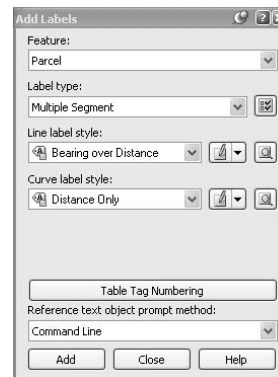 Add Labels
Feature:
Parcel
Label type:
Multiple Segment
Line label style:
Bearing over Distance
Curve label style:
Distance Only
Table Tag Numbering
Reference text object prompt method:
Command Line
Add Close Help